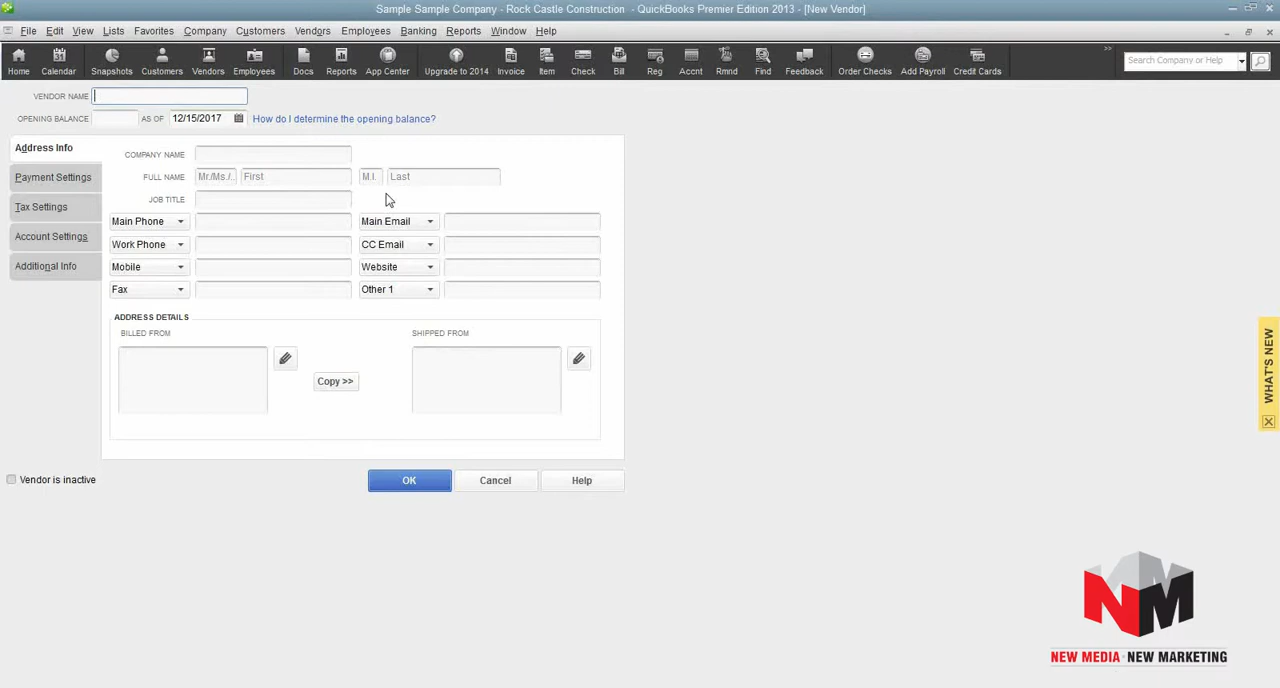 Sample Sample Company - Rock Castle Construction - QuickBooks Premier Edition 2013 - [New Vendor]
File Edit View Lists Favorites Company Customers Vendors Employees Banking Reports Window Help
Home Calendar Snapshots Customers Vendors Employees Docs Reports App Center Upgrade to 2014 Invoice Item Check Bill Reg Accnt Rmnd Find Feedback Order Checks Add Payroll Credit Cards
Search Company or Help
VENDOR NAME
OPENING BALANCE AS OF 12/15/2017 How do I determine the opening balance?
Address Info
Payment Settings
Tax Settings
Account Settings
Additional Info
COMPANY NAME
FULL NAME Mr./Ms./.. First M.I. Last
JOB TITLE
Main Phone Main Email
Work Phone CC Email
Mobile Website
Fax Other 1
ADDRESS DETAILS
BILLED FROM SHIPPED FROM
Copy >>
Vendor is inactive
OK Cancel Help
WHAT'S NEW
NM
NEW MEDIA · NEW MARKETING